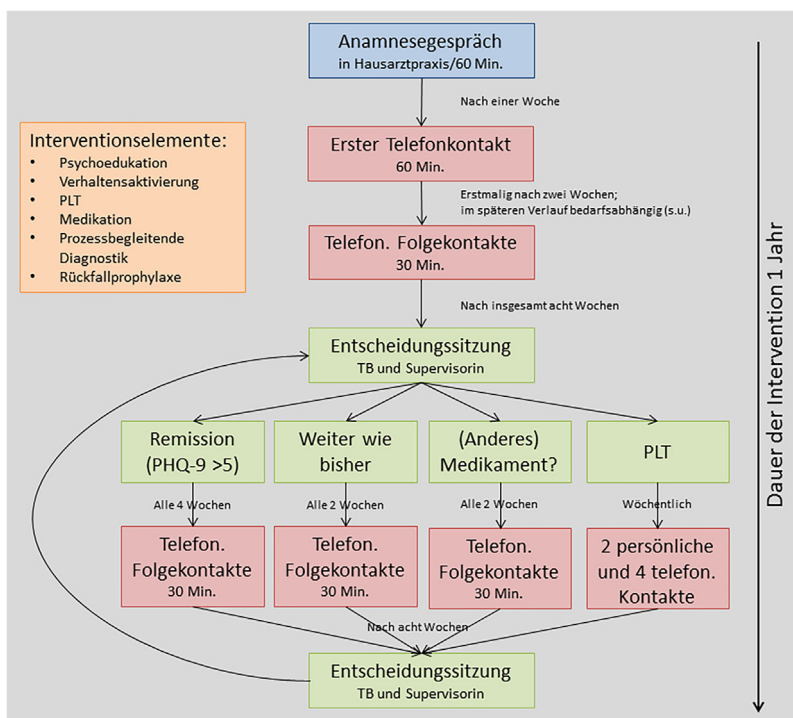 Anamnesegespräch
in Hausarztpraxis/60 Min.
Nach einer Woche
Interventionselemente:
• Psychoedukation
• Verhaltensaktivierung
• PLT
• Medikation
• Prozessbegleitende
Diagnostik
• Rückfallprophylaxe
Erster Telefonkontakt
60 Min.
Erstmalig nach zwei Wochen;
im späteren Verlauf bedarfsabhängig (s.u.)
Telefon. Folgekontakte
30 Min.
Nach insgesamt acht Wochen
Entscheidungssitzung
TB und Supervisorin
Remission
(PHQ-9 >5)
Weiter wie
bisher
(Anderes)
Medikament?
PLT
Alle 4 Wochen
Alle 2 Wochen
Alle 2 Wochen
Wöchentlich
Telefon.
Folgekontakte
30 Min.
Telefon.
Folgekontakte
30 Min.
Telefon.
Folgekontakte
30 Min.
2 persönliche
und 4 telefon.
Kontakte
Nach acht Wochen
Entscheidungssitzung
TB und Supervisorin
Dauer der Intervention 1 Jahr